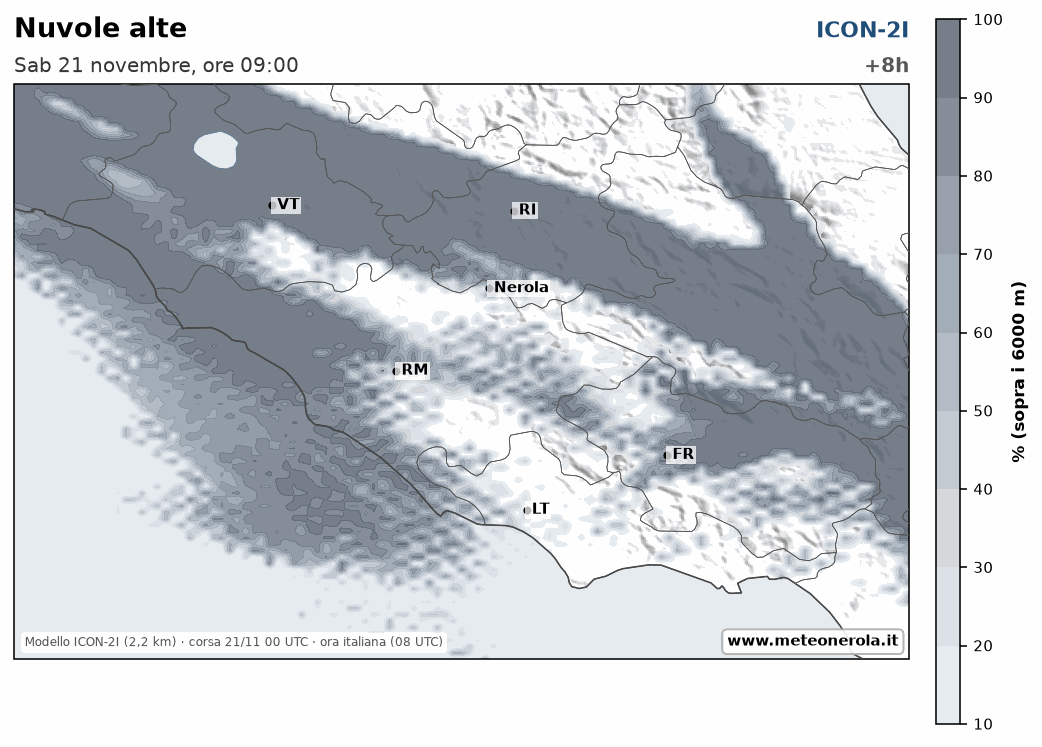 Nuvole alte
ICON-2I
Sab 21 novembre, ore 09:00
+8h
100
90
80
70
60
50
40
30
20
10
% (sopra i 6000 m)
VT
RI
Nerola
RM
FR
LT
Modello ICON-2I (2,2 km) · corsa 21/11 00 UTC · ora italiana (08 UTC)
www.meteonerola.it